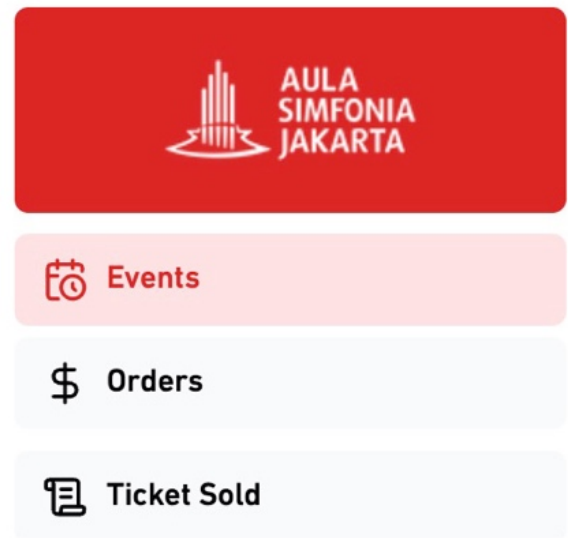 AULA
SIMFONIA
JAKARTA
Events
Orders
Ticket Sold